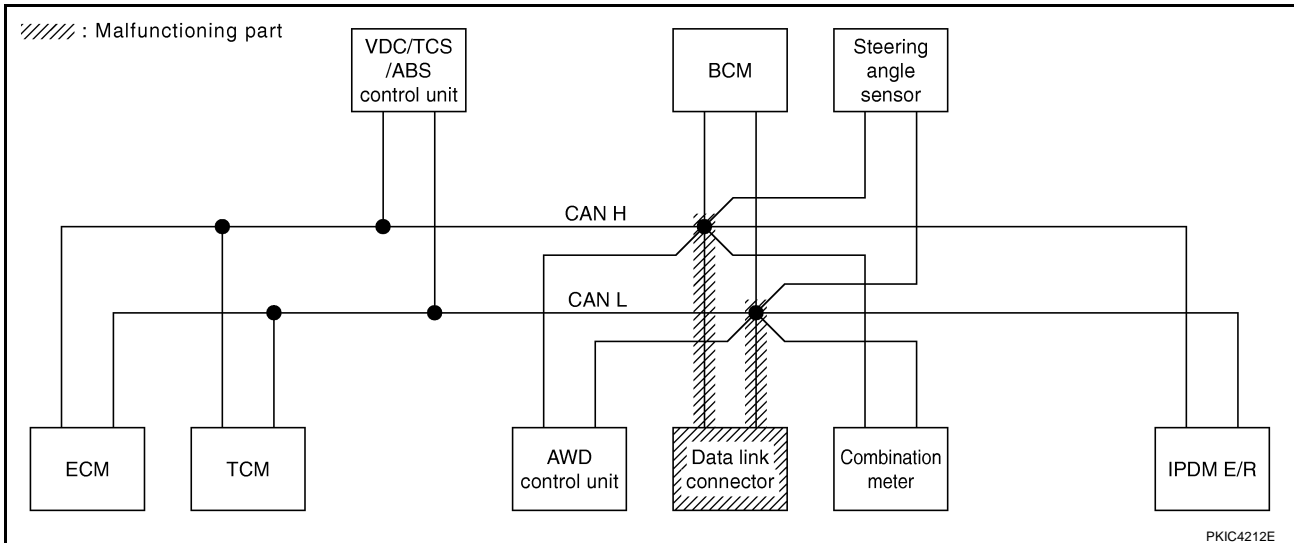 : Malfunctioning part
VDC/TCS
/ABS
control unit
BCM
Steering
angle
sensor
CAN H
CAN L
ECM
TCM
AWD
control unit
Data link
connector
Combination
meter
IPDM E/R
PKIC4212E